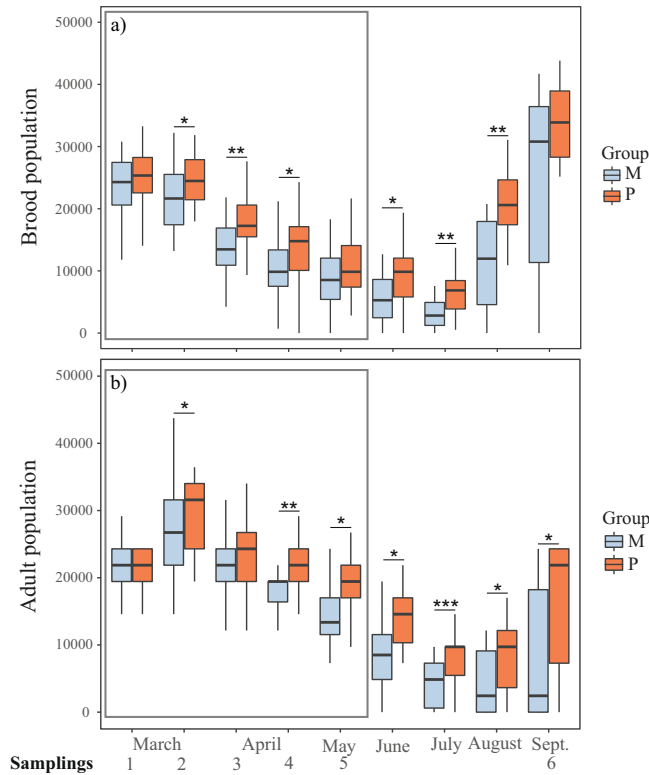 50000
a)
40000
*
**
30000
**
*
*
**
20000
10000
0
Brood population
Group
M
P
50000
b)
*
40000
**
*
30000
*
***
*
*
20000
10000
0
Adult population
Group
M
P
March April May June July August Sept.
Samplings 1 2 3 4 5 6